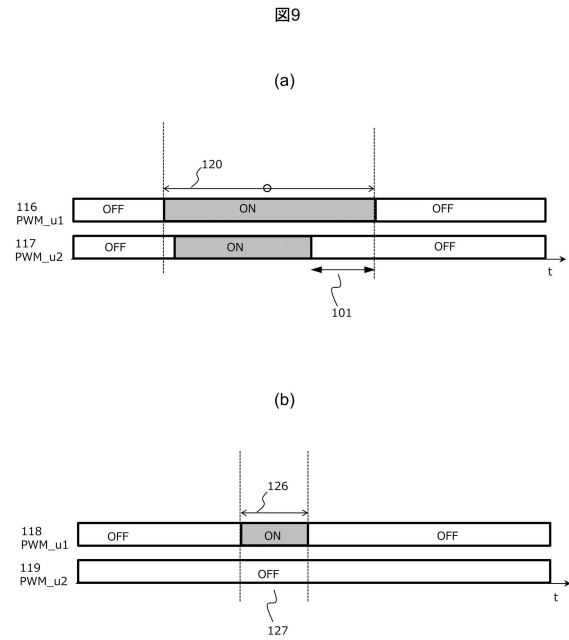 図9
(a)
120
116
PWM_u1
OFF ON OFF
117
PWM_u2
OFF ON OFF
t
101
(b)
126
118
PWM_u1
OFF ON OFF
119
PWM_u2
OFF
t
127